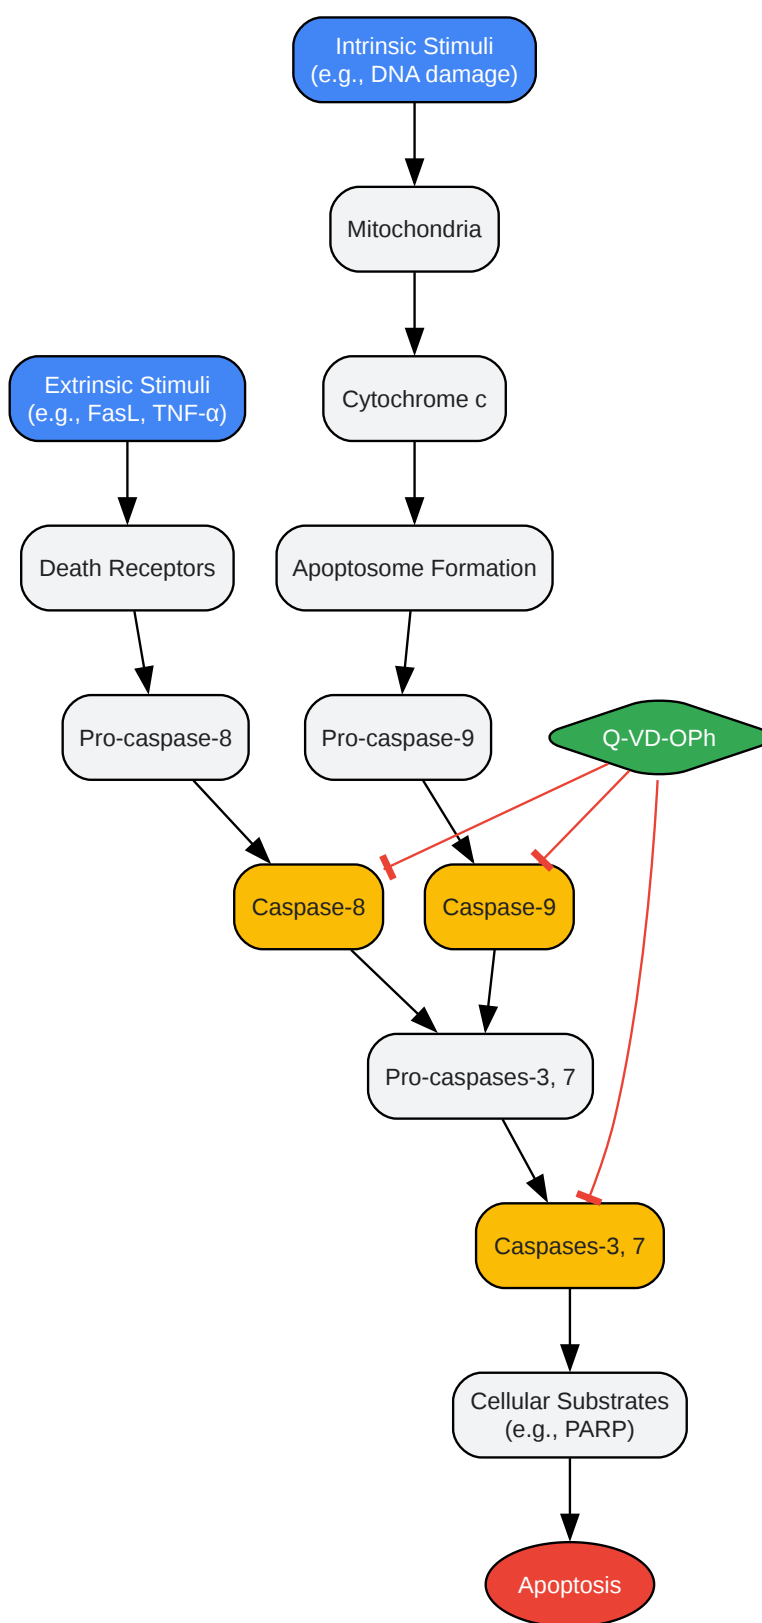 Intrinsic Stimuli
(e.g., DNA damage)
Mitochondria
Cytochrome c
Extrinsic Stimuli
(e.g., FasL, TNF-α)
Death Receptors
Apoptosome Formation
Pro-caspase-8
Pro-caspase-9
Q-VD-OPh
Caspase-8
Caspase-9
Pro-caspases-3, 7
Caspases-3, 7
Cellular Substrates
(e.g., PARP)
Apoptosis